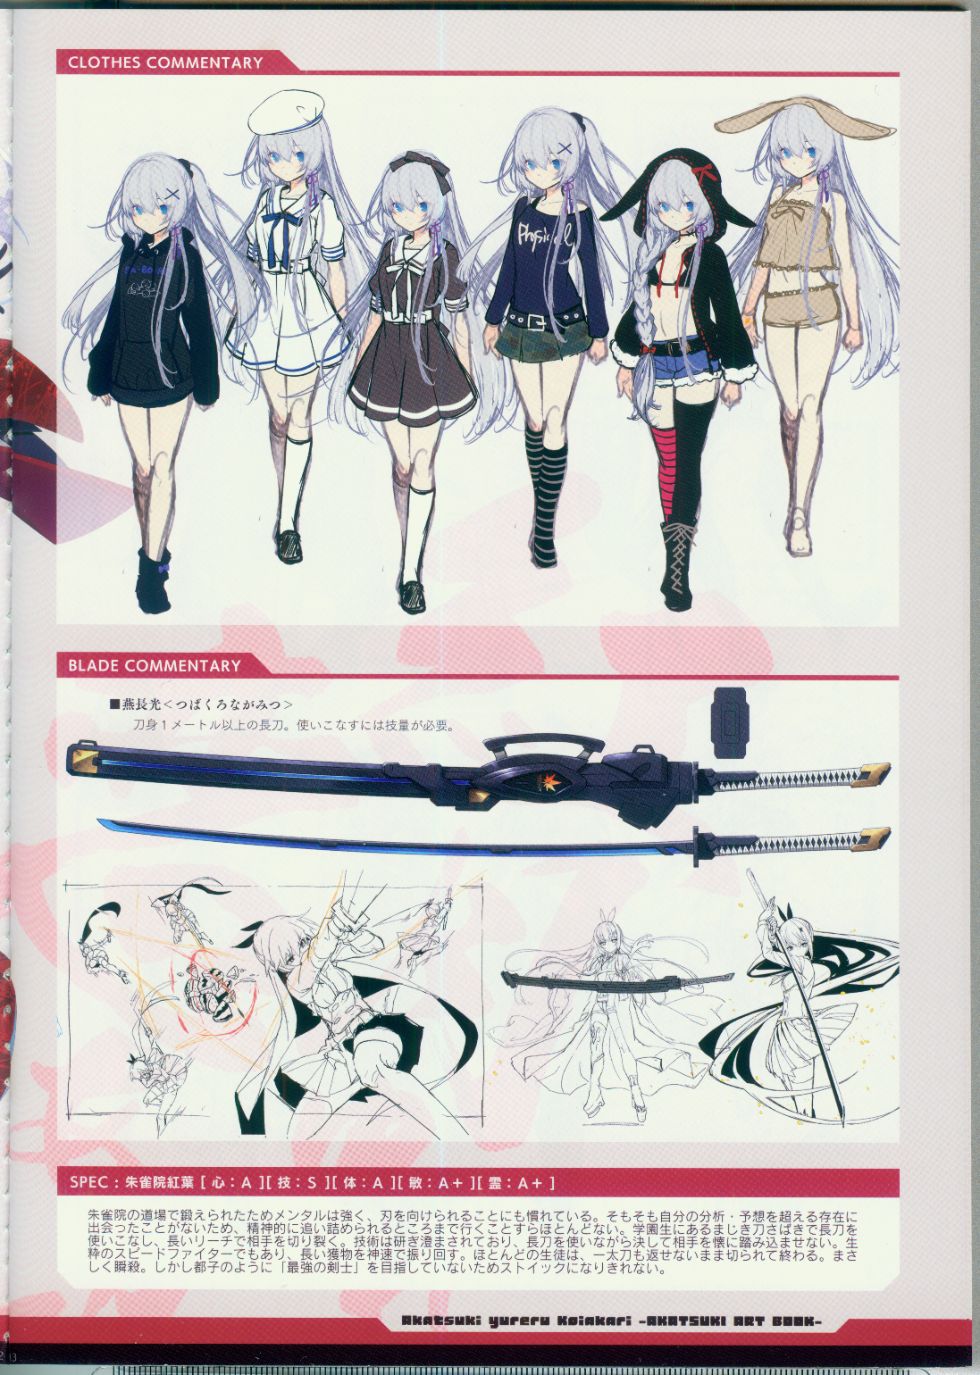 CLOTHES COMMENTARY
Physical
BLADE COMMENTARY
■燕長光<つばくろながみつ>
刀身1メートル以上の長刀。使いこなすには技量が必要。
SPEC : 朱雀院紅葉 [ 心 : A ][ 技 : S ][ 体 : A ][ 敏 : A+ ][ 霊 : A+ ]
朱雀院の道場で鍛えられたためメンタルは強く、刃を向けられることにも慣れている。そもそも自分の分析・予想を超える存在に
出会ったことがないため、精神的に追い詰められるところまで行くことすらほとんどない。学園生にあるまじき刀さばきで長刀を
使いこなし、長いリーチで相手を切り裂く。技術は研ぎ澄まされており、長刀を使いながら決して相手を懐に踏み込ませない。生
粋のスピードファイターでもあり、長い獲物を神速で振り回す。ほとんどの生徒は、一太刀も返せないまま切られて終わる。まさ
しく瞬殺。しかし都子のように「最強の剣士」を目指していないためストイックになりきれない。
Akatsuki yureru Koiakari -AKATSUKI ART BOOK-